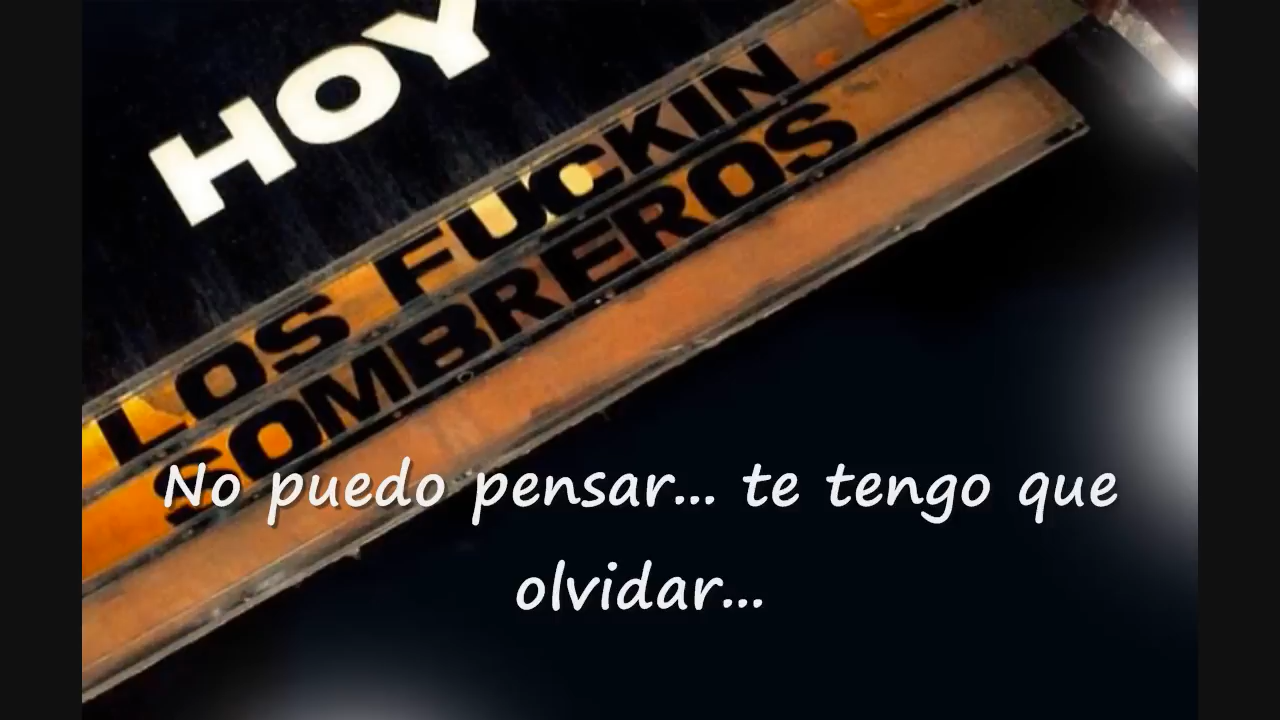 HOY
LOS FUCKIN
SOMBREROS
No puedo pensar... te tengo que
olvidar...